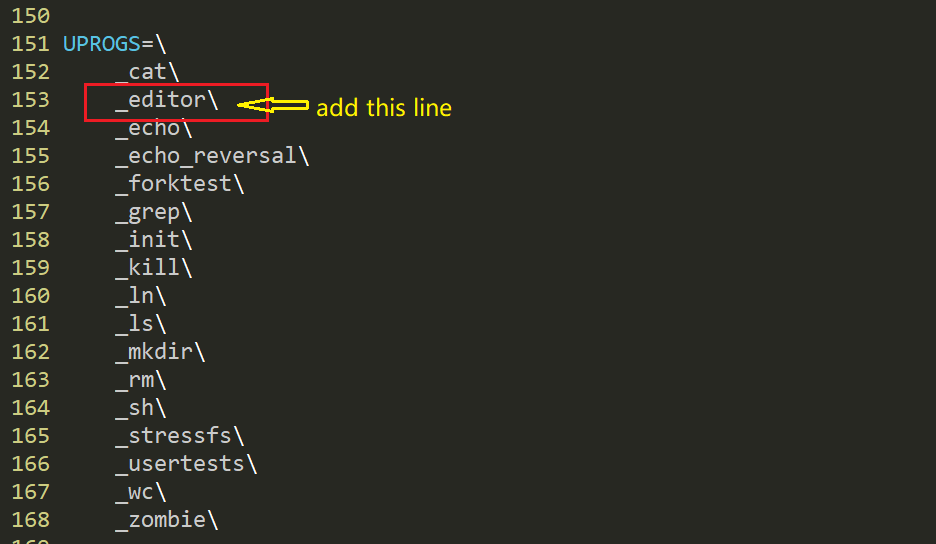 150
151 UPROGS=\
152 _cat\
153 _editor\ add this line
154 _echo\
155 _echo_reversal\
156 _forktest\
157 _grep\
158 _init\
159 _kill\
160 _ln\
161 _ls\
162 _mkdir\
163 _rm\
164 _sh\
165 _stressfs\
166 _usertests\
167 _wc\
168 _zombie\
169